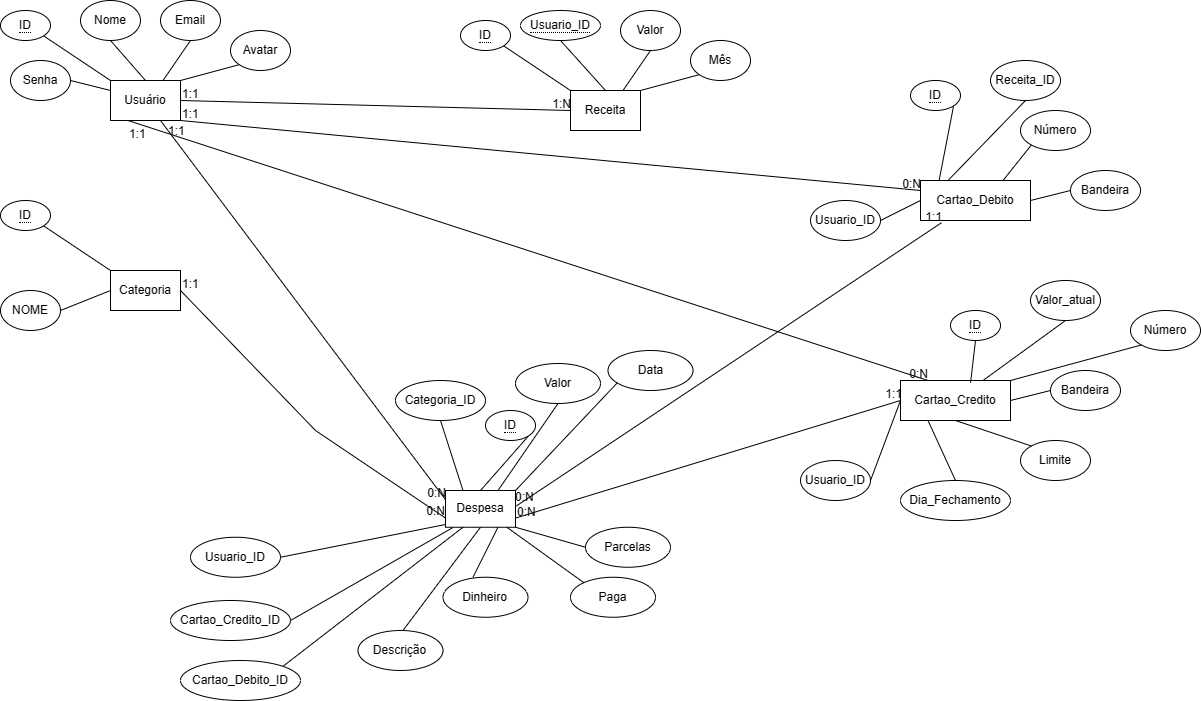 ID
Nome
Email
Avatar
Senha
Usuário
1:1
1:1
1:1
1:1
ID
Usuario_ID
Valor
Mês
1:N
Receita
ID
Receita_ID
Número
Bandeira
0:N
Cartao_Debito
Usuario_ID
1:1
ID
NOME
Categoria
1:1
ID
Valor_atual
Número
Bandeira
0:N
1:1
Cartao_Credito
Usuario_ID
Dia_Fechamento
Limite
Categoria_ID
ID
Valor
Data
0:N
0:N
Despesa
0:N
0:N
Usuario_ID
Cartao_Credito_ID
Cartao_Debito_ID
Descrição
Dinheiro
Paga
Parcelas